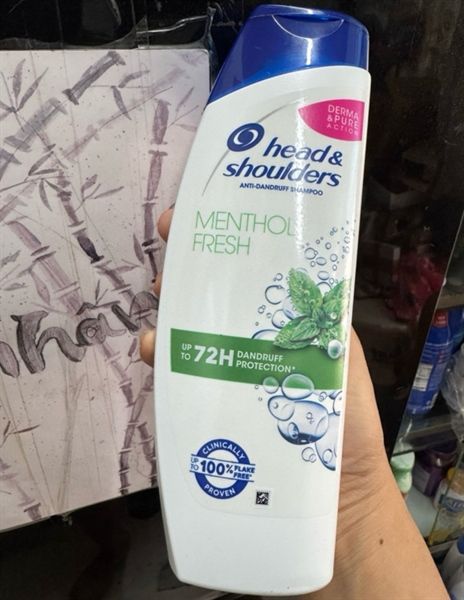 DERMA
& PURE
ACTION
head &
shoulders
ANTI-DANDRUFF SHAMPOO
MENTHOL
FRESH
UP TO 72H DANDRUFF PROTECTION*
CLINICALLY
UP TO 100% FLAKE FREE*
PROVEN
nhẫn